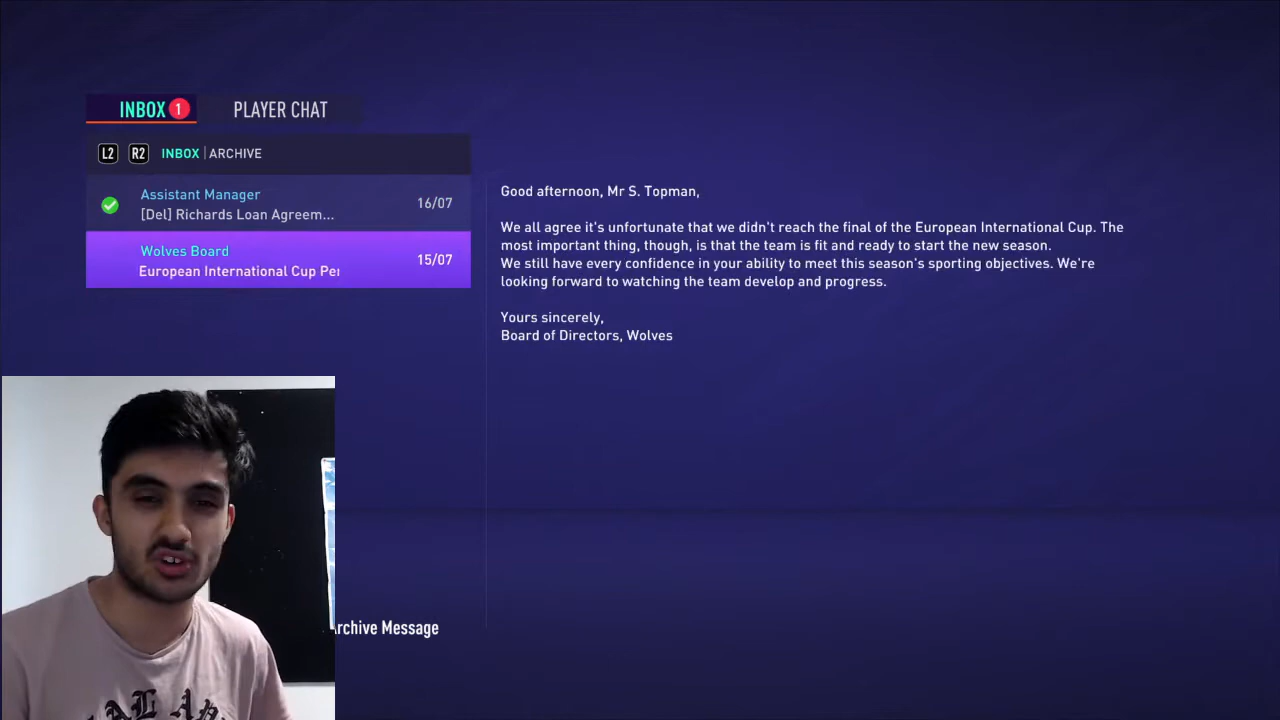 INBOX 1 PLAYER CHAT
L2 R2 INBOX | ARCHIVE
Assistant Manager
[Del] Richards Loan Agreem...
16/07
Wolves Board
European International Cup Per
15/07
Good afternoon, Mr S. Topman,
We all agree it's unfortunate that we didn't reach the final of the European International Cup. The
most important thing, though, is that the team is fit and ready to start the new season.
We still have every confidence in your ability to meet this season's sporting objectives. We're
looking forward to watching the team develop and progress.
Yours sincerely,
Board of Directors, Wolves
rchive Message